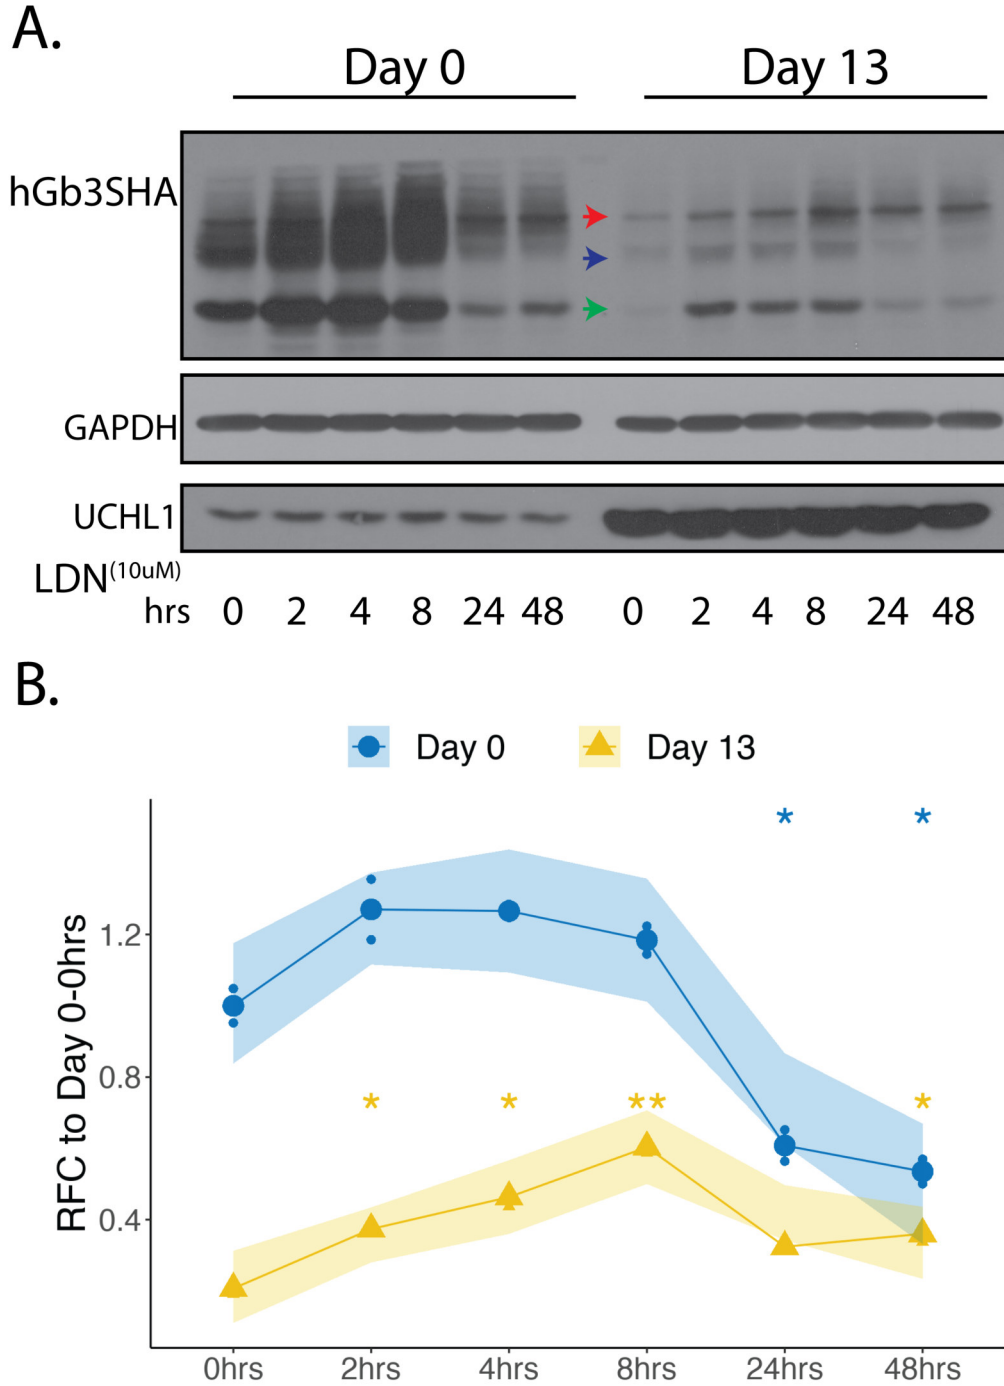 A.
Day 0 Day 13
hGb3SHA
GAPDH
UCHL1
LDN(10uM)
hrs 0 2 4 8 24 48 0 2 4 8 24 48
B.
Day 0 Day 13
* *
1.2
RFC to Day 0-0hrs
0.8
* * ** *
0.4
0hrs 2hrs 4hrs 8hrs 24hrs 48hrs